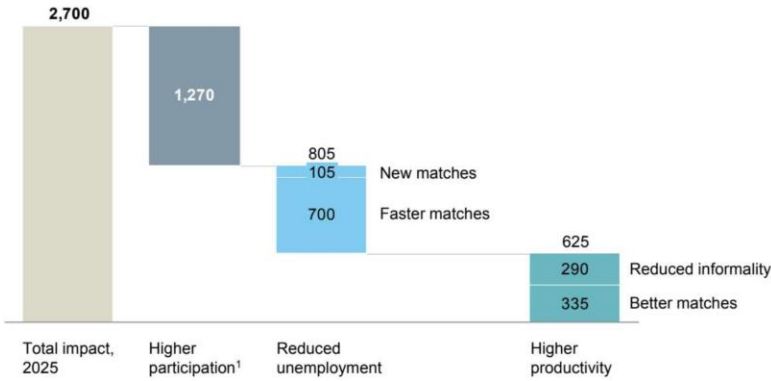 2,700
1,270
805
105
New matches
700
Faster matches
625
290
Reduced informality
335
Better matches
Total impact,
2025
Higher
participation¹
Reduced
unemployment
Higher
productivity